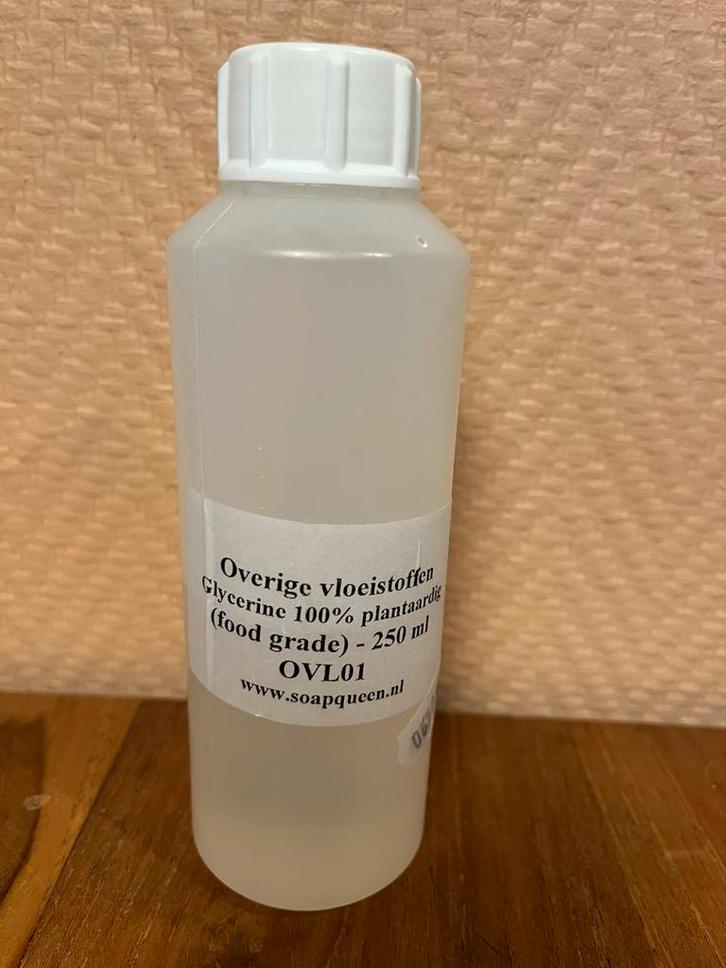 Overige vloeistoffen
Glycerine 100% plantaardig
(food grade) - 250 ml
OVL01
www.soapqueen.nl